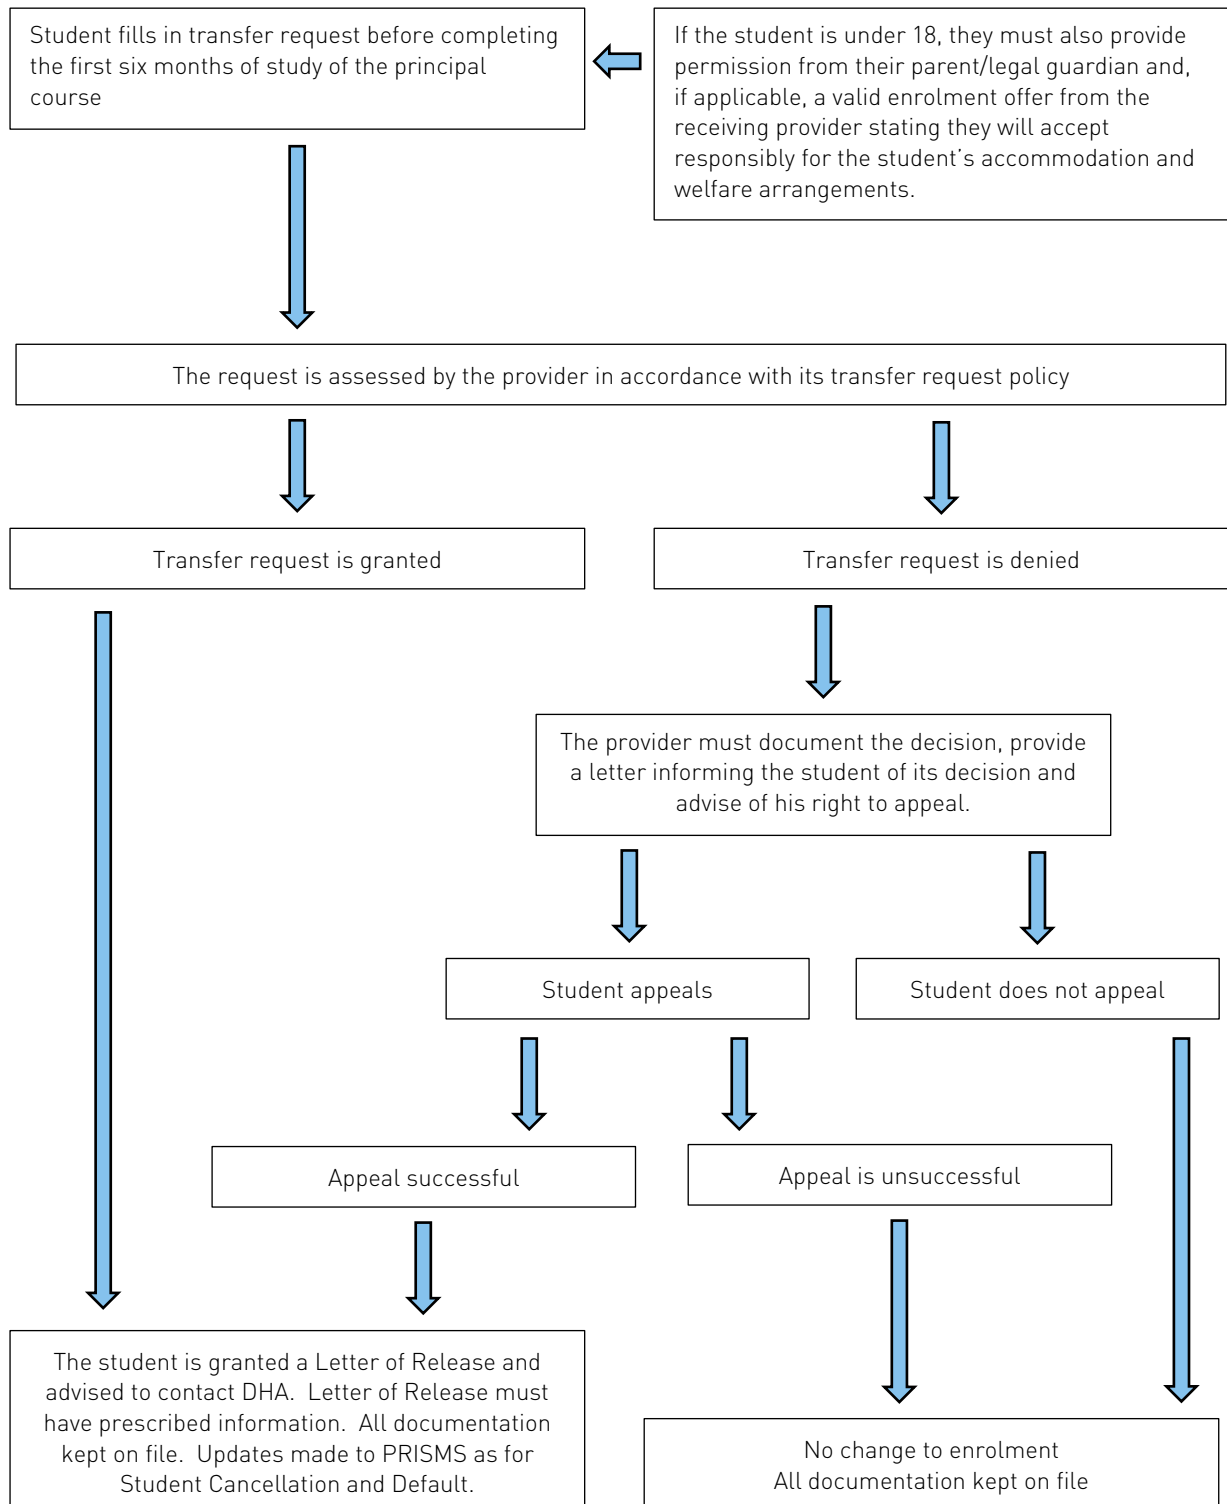 Student fills in transfer request before completing
the first six months of study of the principal
course
If the student is under 18, they must also provide
permission from their parent/legal guardian and,
if applicable, a valid enrolment offer from the
receiving provider stating they will accept
responsibly for the student's accommodation and
welfare arrangements.
The request is assessed by the provider in accordance with its transfer request policy
Transfer request is granted
Transfer request is denied
The provider must document the decision, provide
a letter informing the student of its decision and
advise of his right to appeal.
Student appeals
Student does not appeal
Appeal successful
Appeal is unsuccessful
The student is granted a Letter of Release and
advised to contact DHA.  Letter of Release must
have prescribed information.  All documentation
kept on file.  Updates made to PRISMS as for
Student Cancellation and Default.
No change to enrolment
All documentation kept on file